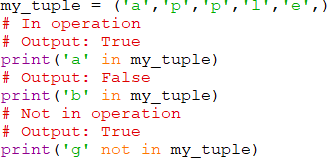 my_tuple = ('a','p','p','l','e',)
# In operation
# Output: True
print('a' in my_tuple)
# Output: False
print('b' in my_tuple)
# Not in operation
# Output: True
print('g' not in my_tuple)